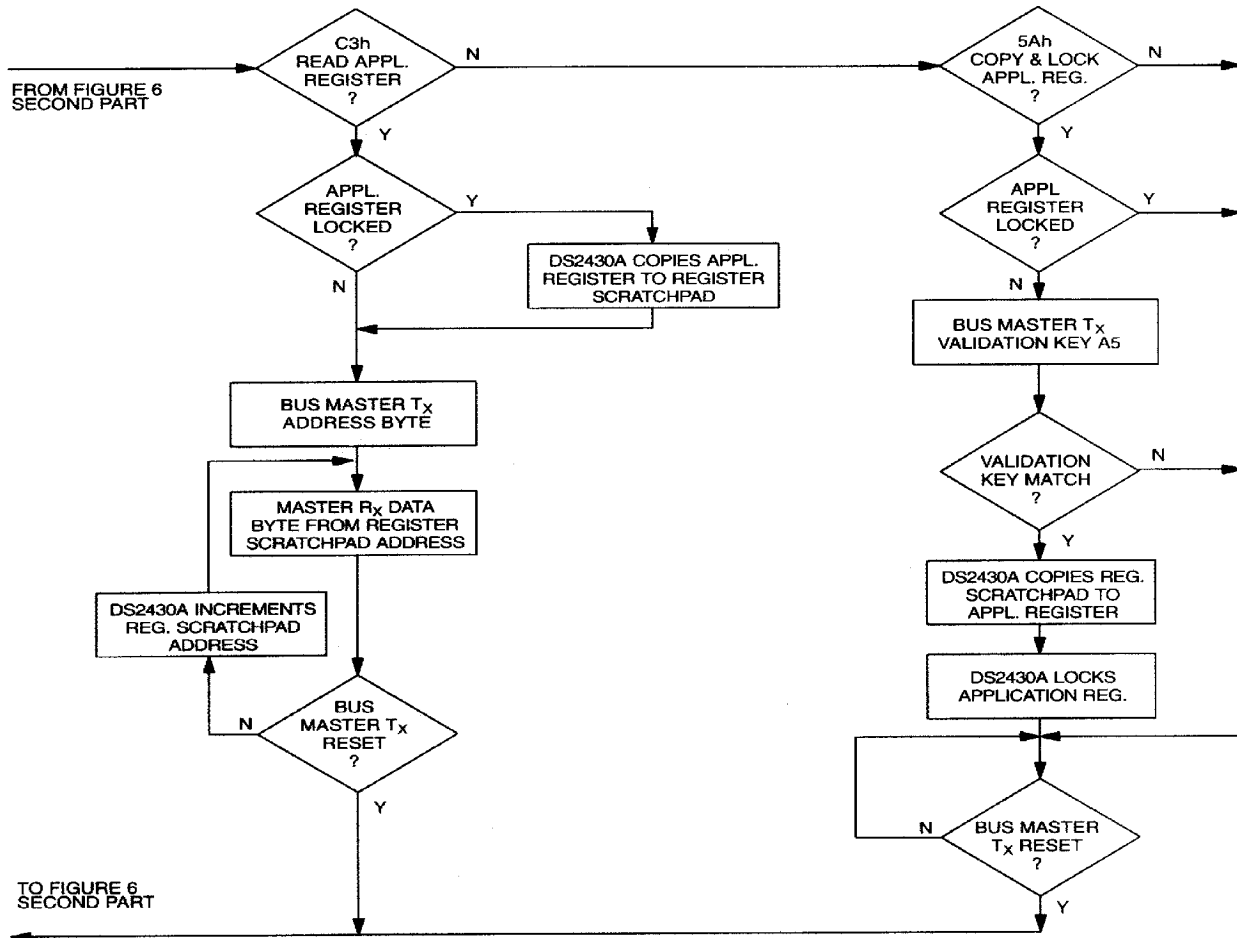 C3h
READ APPL.
REGISTER
?
N
5Ah
COPY & LOCK
APPL. REG.
?
N
FROM FIGURE 6
SECOND PART
Y
Y
APPL.
REGISTER
LOCKED
?
Y
N
DS2430A COPIES APPL.
REGISTER TO REGISTER
SCRATCHPAD
APPL
REGISTER
LOCKED
?
Y
N
BUS MASTER TX
VALIDATION KEY A5
BUS MASTER TX
ADDRESS BYTE
VALIDATION
KEY MATCH
?
N
Y
MASTER RX DATA
BYTE FROM REGISTER
SCRATCHPAD ADDRESS
DS2430A COPIES REG.
SCRATCHPAD TO
APPL. REGISTER
DS2430A INCREMENTS
REG. SCRATCHPAD
ADDRESS
DS2430A LOCKS
APPLICATION REG.
BUS
MASTER TX
RESET
?
N
Y
BUS MASTER
TX RESET
?
N
Y
TO FIGURE 6
SECOND PART